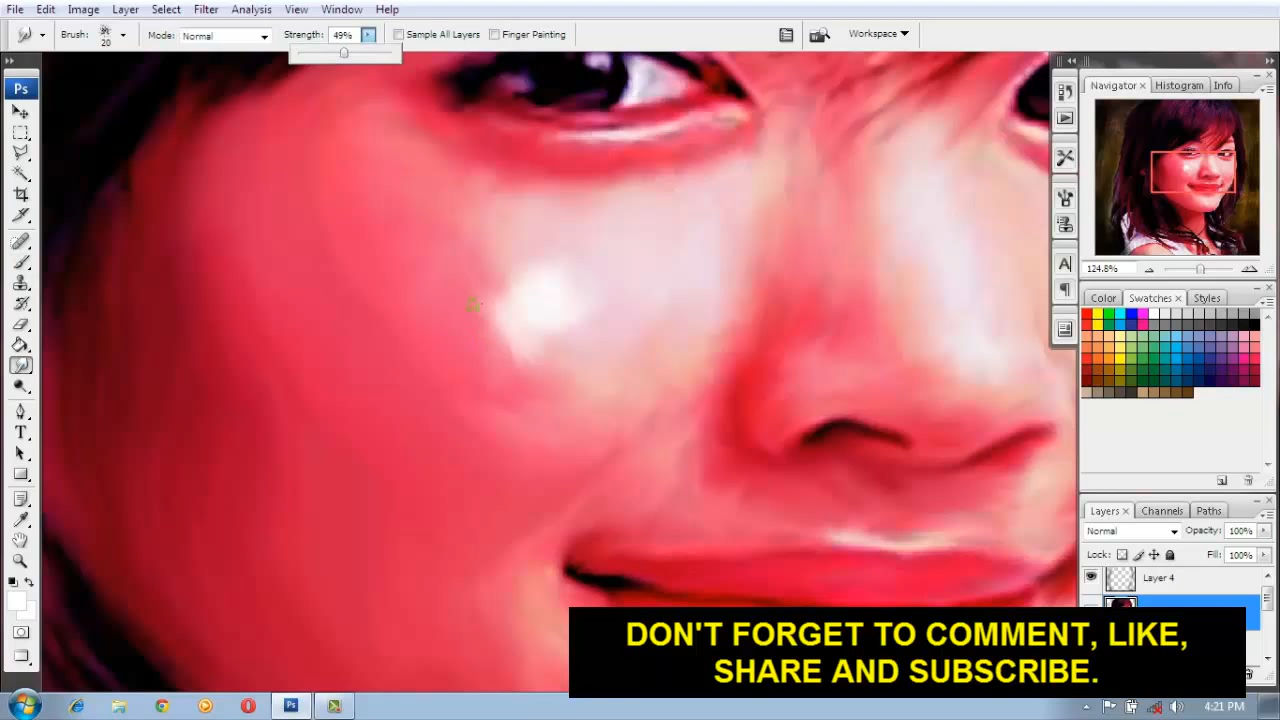 File Edit Image Layer Select Filter Analysis View Window Help
Brush: 20 Mode: Normal Strength: 49% Sample All Layers Finger Painting Workspace
Ps
Navigator Histogram Info
124.8%
Color Swatches Styles
Layers Channels Paths
Normal Opacity: 100%
Lock: Fill: 100%
Layer 4
DON'T FORGET TO COMMENT, LIKE,
SHARE AND SUBSCRIBE.
4:21 PM